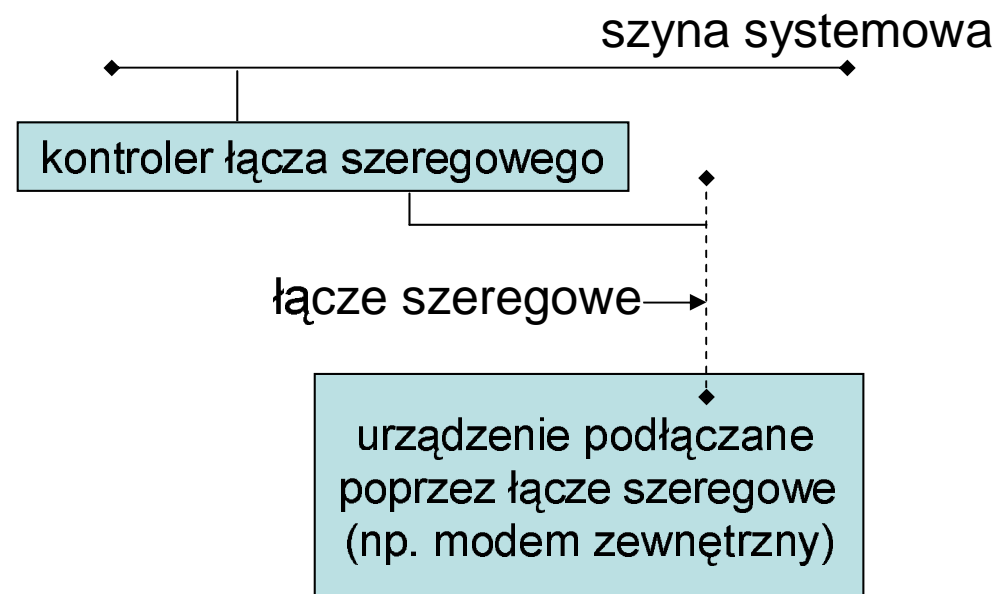 szyna systemowa
kontroler łącza szeregowego
łącze szeregowe
urządzenie podłączane
poprzez łącze szeregowe
(np. modem zewnętrzny)